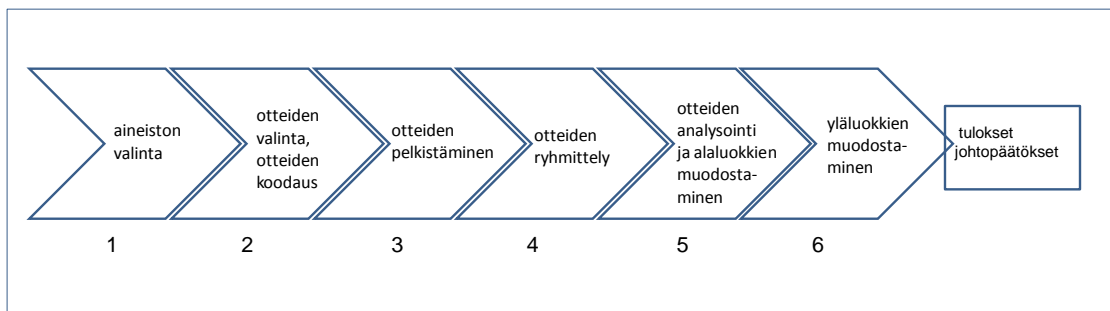 aineiston
valinta
otteiden
valinta,
otteiden
koodaus
otteiden
pelkistäminen
otteiden
ryhmittely
otteiden
analysointi
ja alaluokkien
muodosta-
minen
yläluokkien
muodosta-
minen
tulokset
johtopäätökset
1
2
3
4
5
6